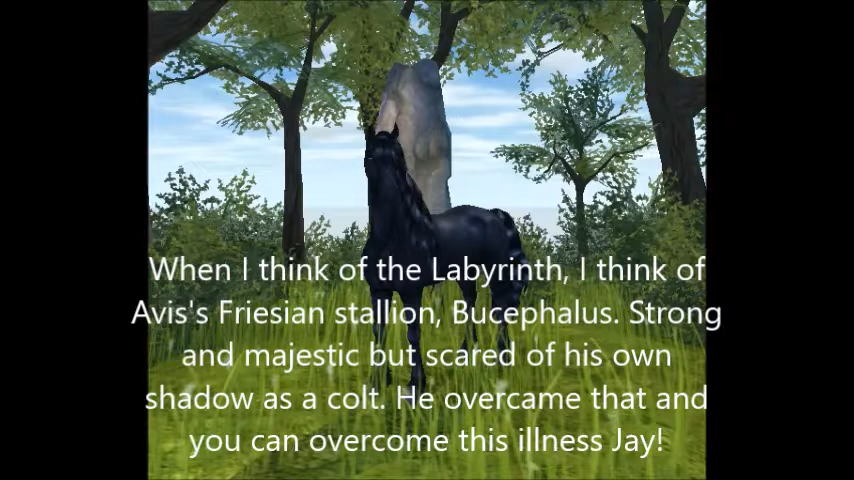 When I think of the Labyrinth, I think of
Avis's Friesian stallion, Bucephalus. Strong
and majestic but scared of his own
shadow as a colt. He overcame that and
you can overcome this illness Jay!